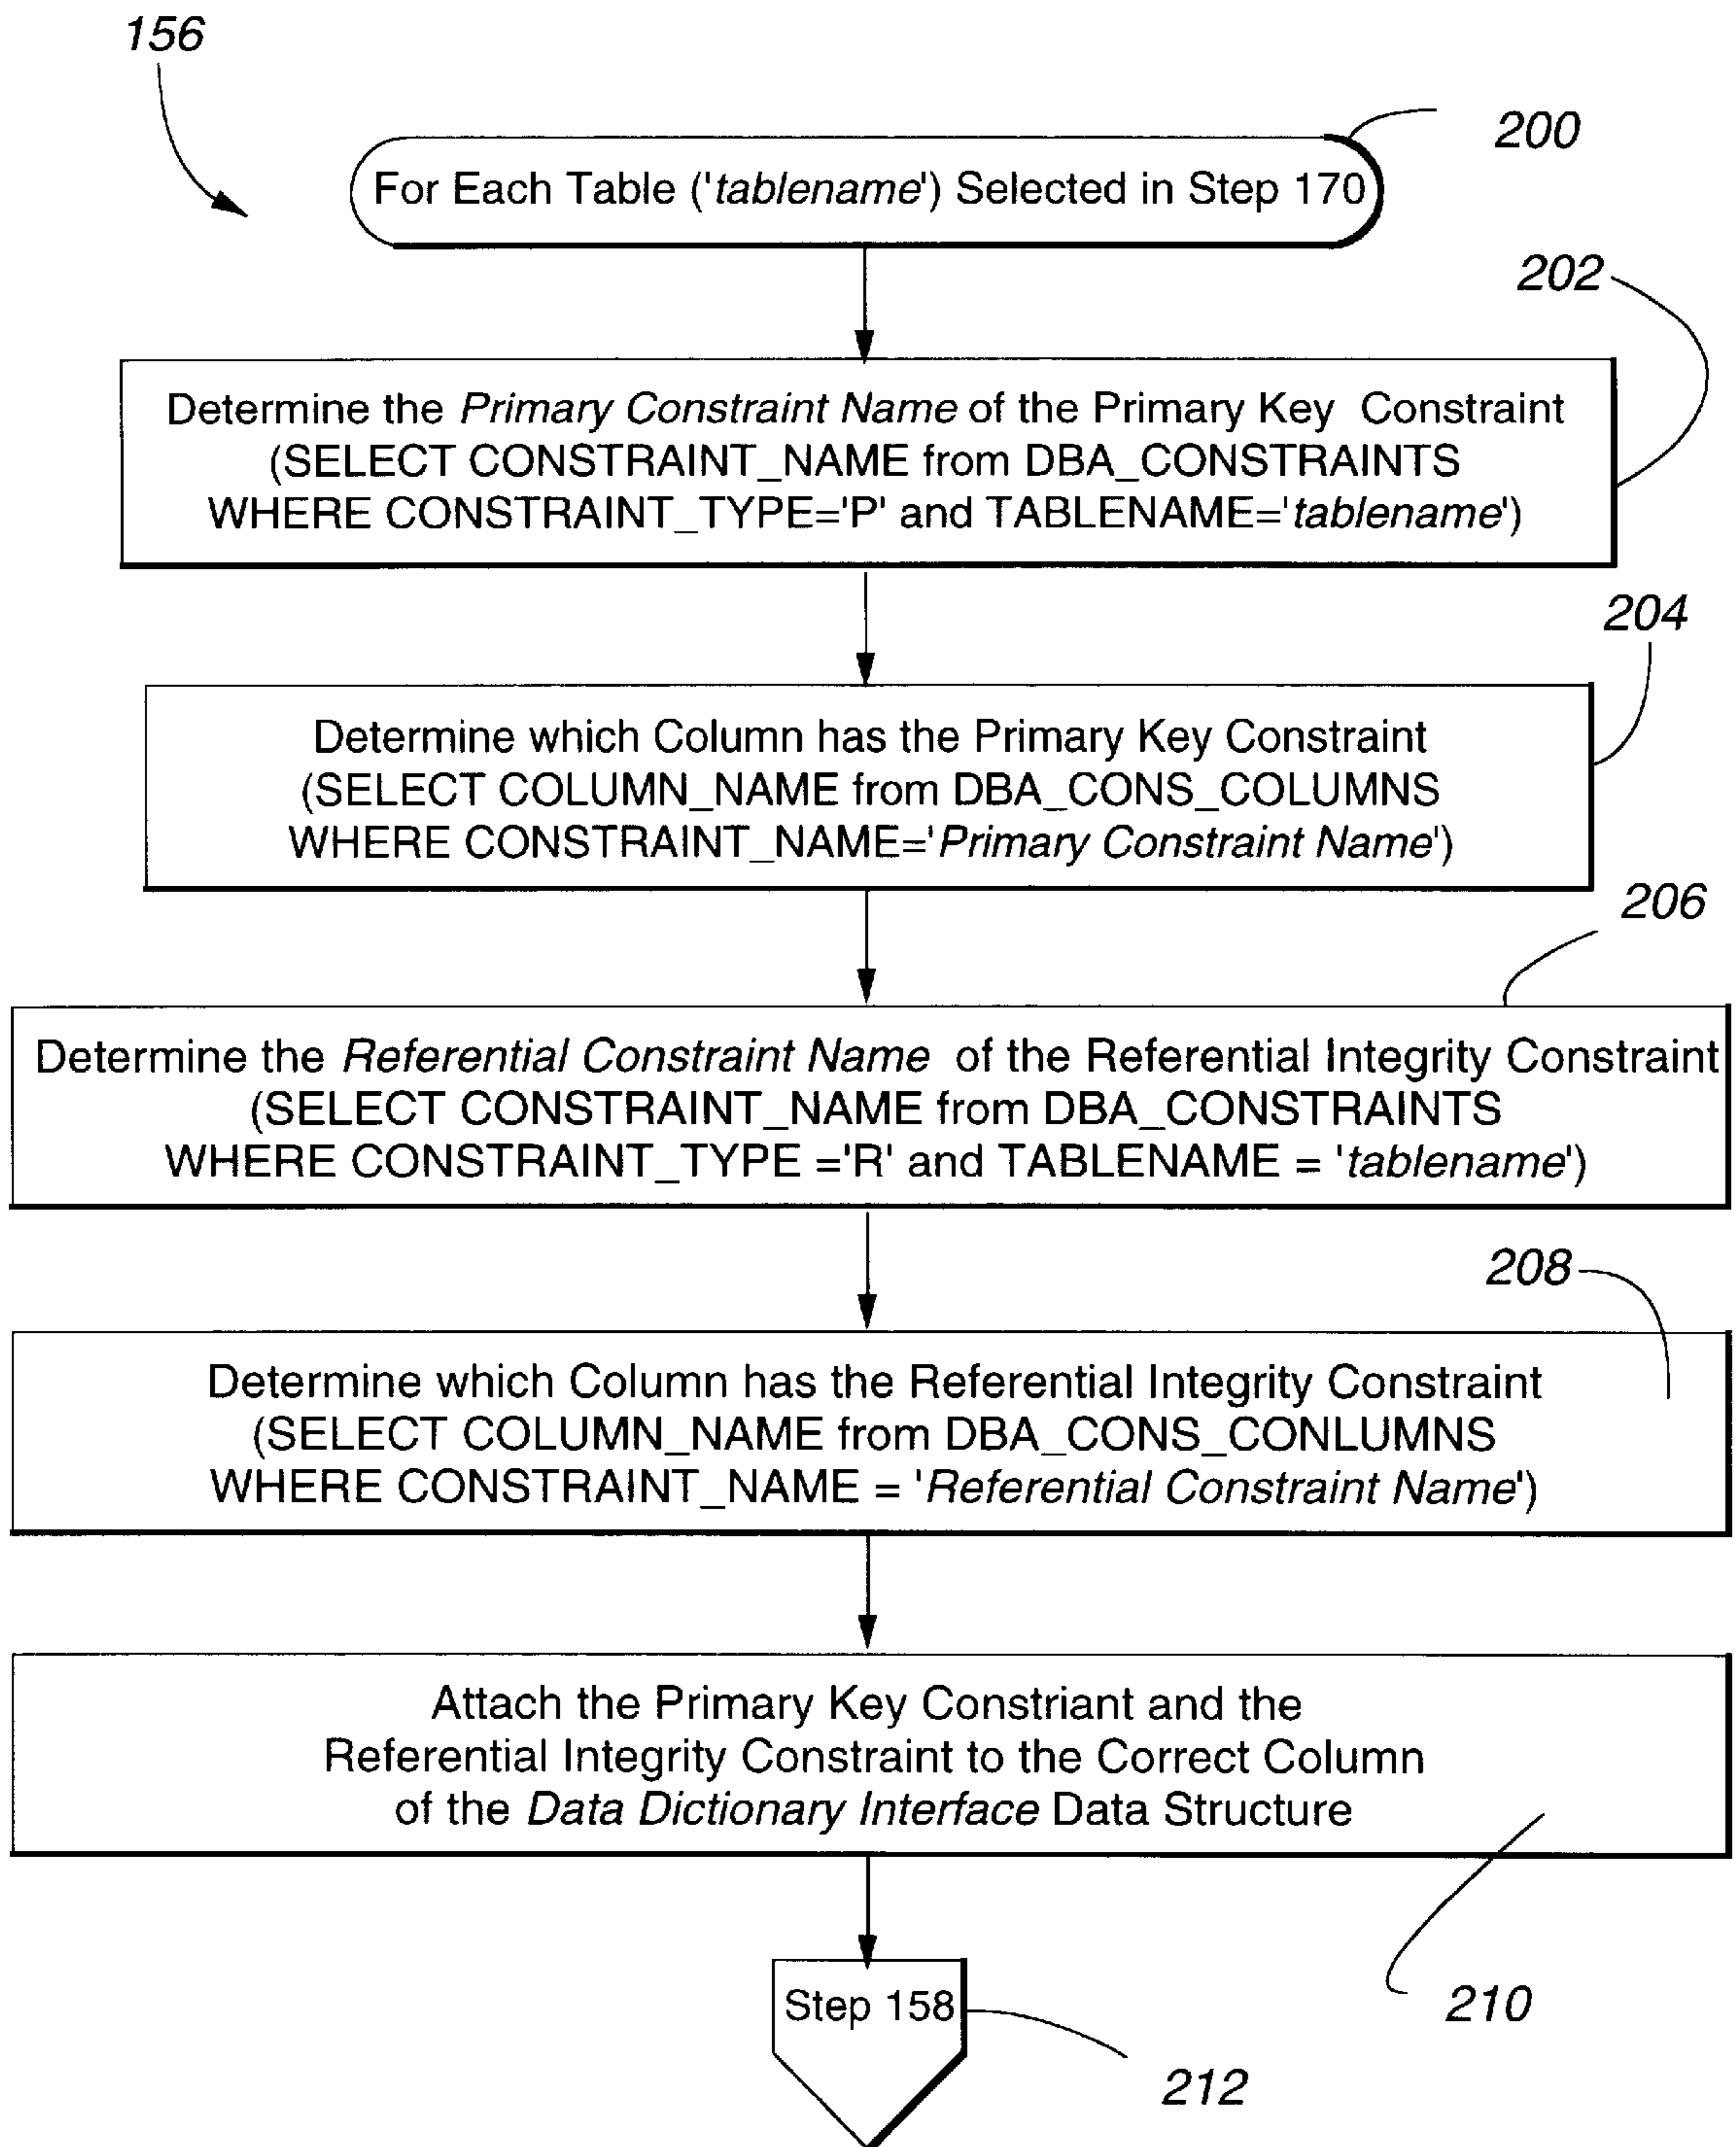 156
200
For Each Table ('tablename') Selected in Step 170
202
Determine the Primary Constraint Name of the Primary Key Constraint
(SELECT CONSTRAINT_NAME from DBA_CONSTRAINTS
WHERE CONSTRAINT_TYPE='P' and TABLENAME='tablename')
204
Determine which Column has the Primary Key Constraint
(SELECT COLUMN_NAME from DBA_CONS_COLUMNS
WHERE CONSTRAINT_NAME='Primary Constraint Name')
206
Determine the Referential Constraint Name of the Referential Integrity Constraint
(SELECT CONSTRAINT_NAME from DBA_CONSTRAINTS
WHERE CONSTRAINT_TYPE ='R' and TABLENAME = 'tablename')
208
Determine which Column has the Referential Integrity Constraint
(SELECT COLUMN_NAME from DBA_CONS_CONLUMNS
WHERE CONSTRAINT_NAME = 'Referential Constraint Name')
Attach the Primary Key Constriant and the
Referential Integrity Constraint to the Correct Column
of the Data Dictionary Interface Data Structure
210
Step 158
212